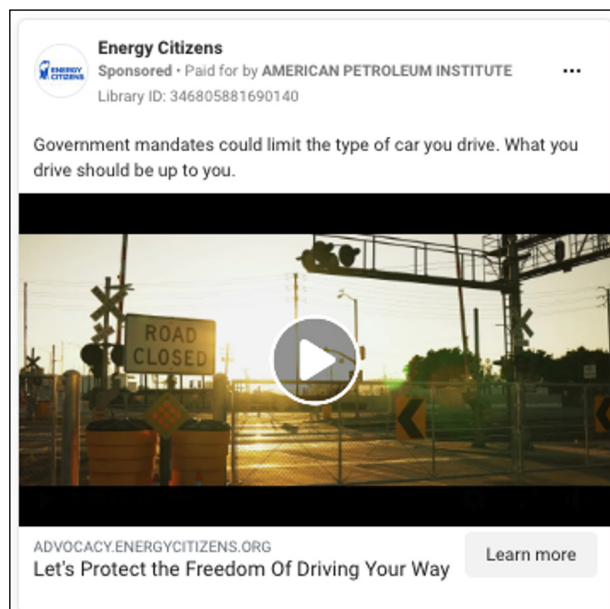 Energy Citizens
ENERGY
CITIZENS
Sponsored • Paid for by AMERICAN PETROLEUM INSTITUTE
Library ID: 346805881690140
Government mandates could limit the type of car you drive. What you
drive should be up to you.
ROAD
CLOSED
ADVOCACY.ENERGYCITIZENS.ORG
Let's Protect the Freedom Of Driving Your Way
Learn more